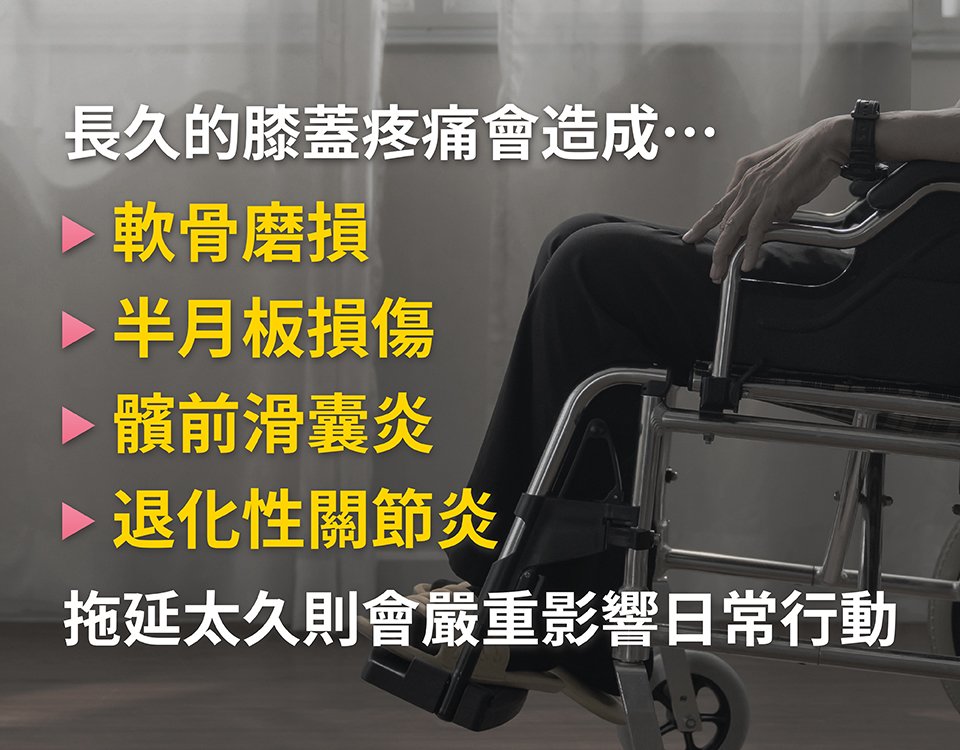 長久的膝蓋疼痛會造成…
▶ 軟骨磨損
▶ 半月板損傷
▶ 髕前滑囊炎
▶ 退化性關節炎
拖延太久則會嚴重影響日常行動